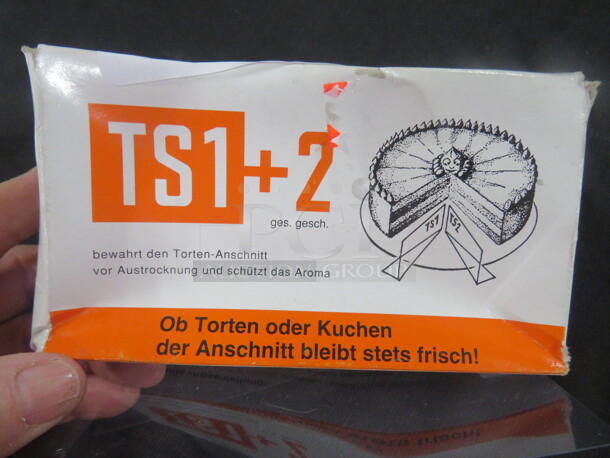 TS1+2
ges. gesch.
TS1 TS2
bewahrt den Torten-Anschnitt
vor Austrocknung und schützt das Aroma
Ob Torten oder Kuchen
der Anschnitt bleibt stets frisch!